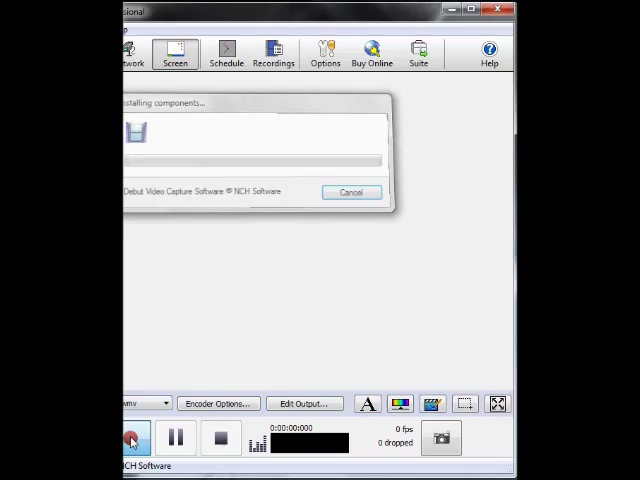 sional
p
twork Screen Schedule Recordings Options Buy Online Suite Help
nstalling components...
Debut Video Capture Software © NCH Software Cancel
wmv Encoder Options... Edit Output... A
0:00:00:000 0 fps
0 dropped
NCH Software